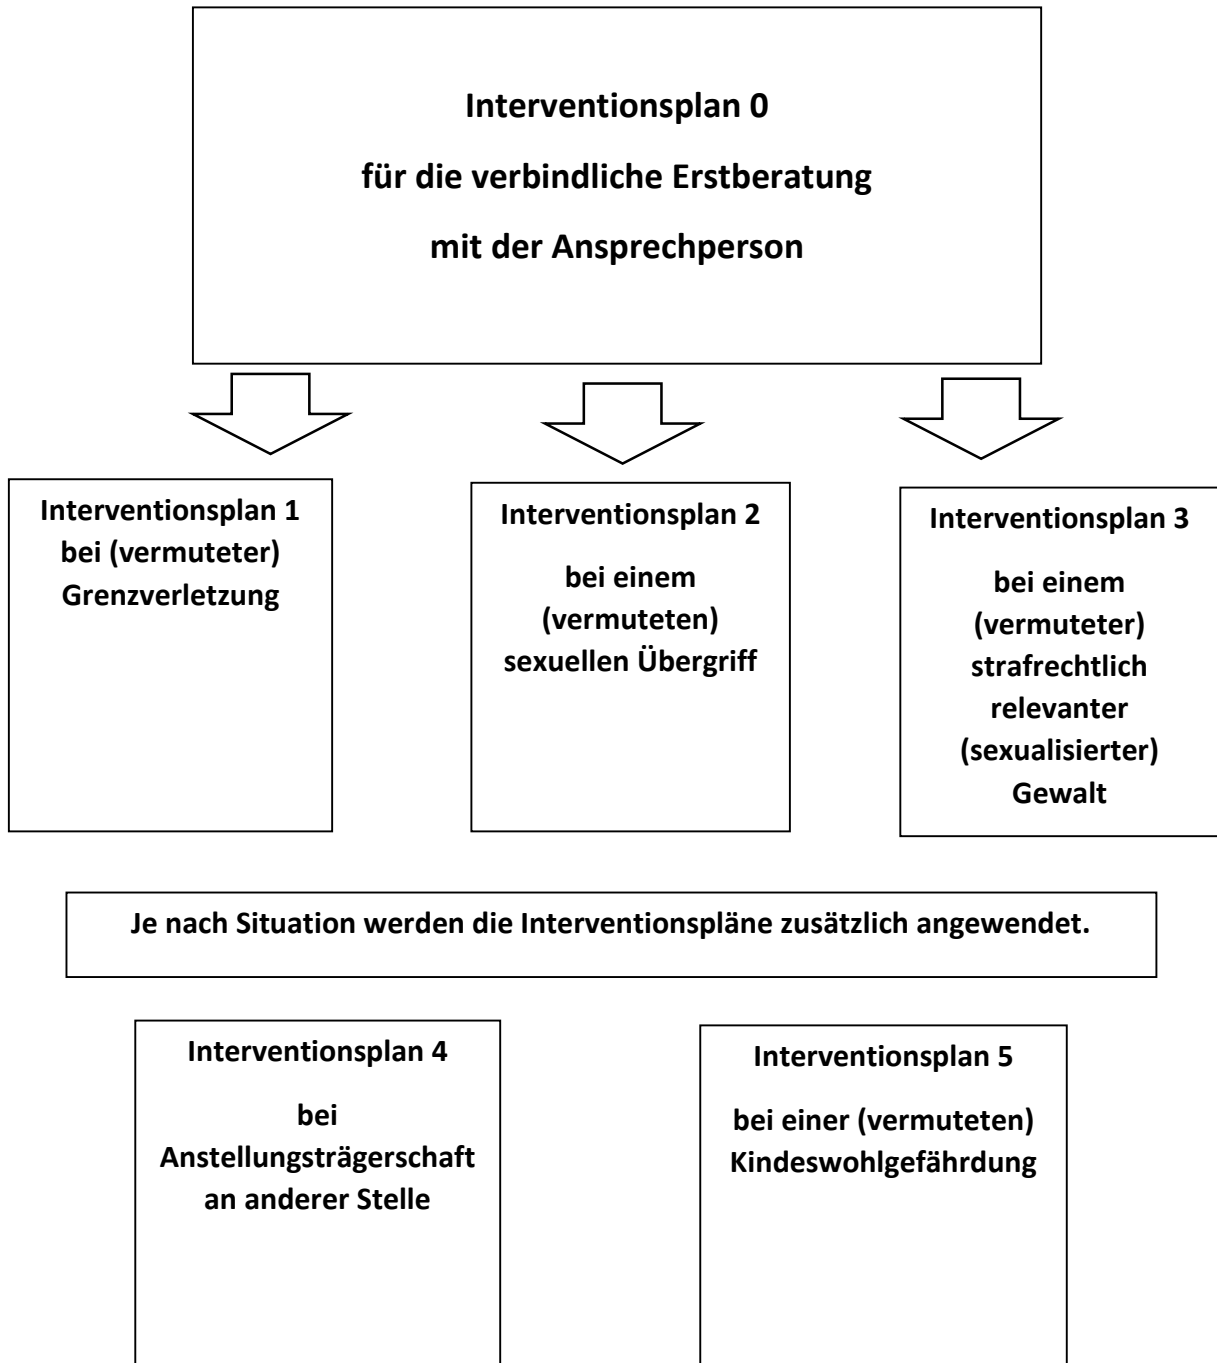 Interventionsplan 0
für die verbindliche Erstberatung
mit der Ansprechperson
Interventionsplan 1
bei (vermuteter)
Grenzverletzung
Interventionsplan 2
bei einem
(vermuteten)
sexuellen Übergriff
Interventionsplan 3
bei einem
(vermuteter)
strafrechtlich
relevanter
(sexualisierter)
Gewalt
Je nach Situation werden die Interventionspläne zusätzlich angewendet.
Interventionsplan 4
bei
Anstellungsträgerschaft
an anderer Stelle
Interventionsplan 5
bei einer (vermuteten)
Kindeswohlgefährdung